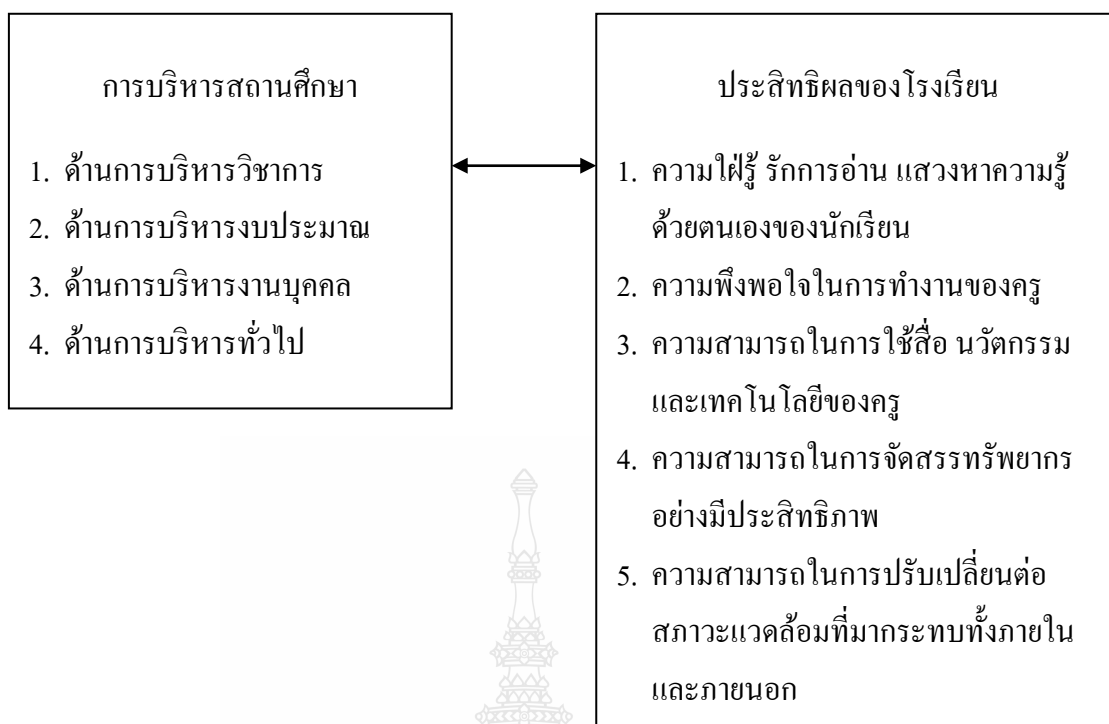 การบริหารสถานศึกษา
1. ด้านการบริหารวิชาการ
2. ด้านการบริหารงบประมาณ
3. ด้านการบริหารงานบุคคล
4. ด้านการบริหารทั่วไป
ประสิทธิผลของโรงเรียน
1. ความใฝ่รู้ รักการอ่าน แสวงหาความรู้
ด้วยตนเองของนักเรียน
2. ความพึงพอใจในการทำงานของครู
3. ความสามารถในการใช้สื่อ นวัตกรรม
และเทคโนโลยีของครู
4. ความสามารถในการจัดสรรทรัพยากร
อย่างมีประสิทธิภาพ
5. ความสามารถในการปรับเปลี่ยนต่อ
สภาวะแวดล้อมที่มากระทบทั้งภายใน
และภายนอก